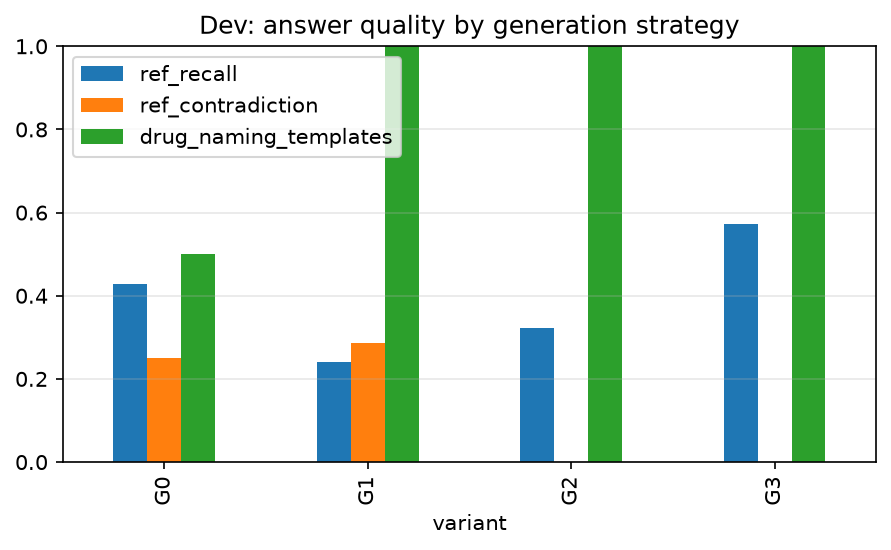 Dev: answer quality by generation strategy
1.0
0.8
0.6
0.4
0.2
0.0
ref_recall
ref_contradiction
drug_naming_templates
G0
G1
G2
G3
variant